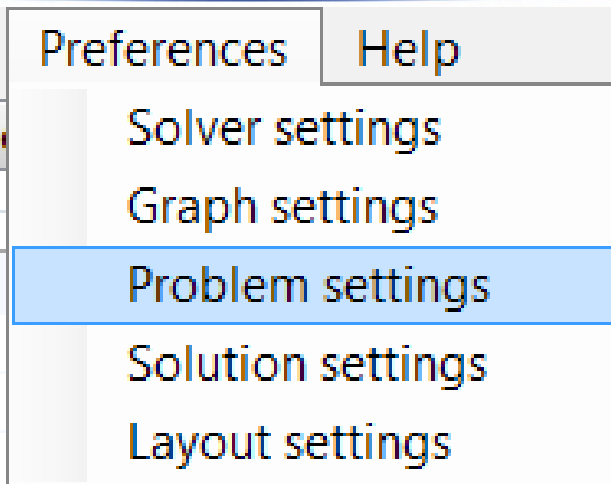 Preferences Help
Solver settings
Graph settings
Problem settings
Solution settings
Layout settings